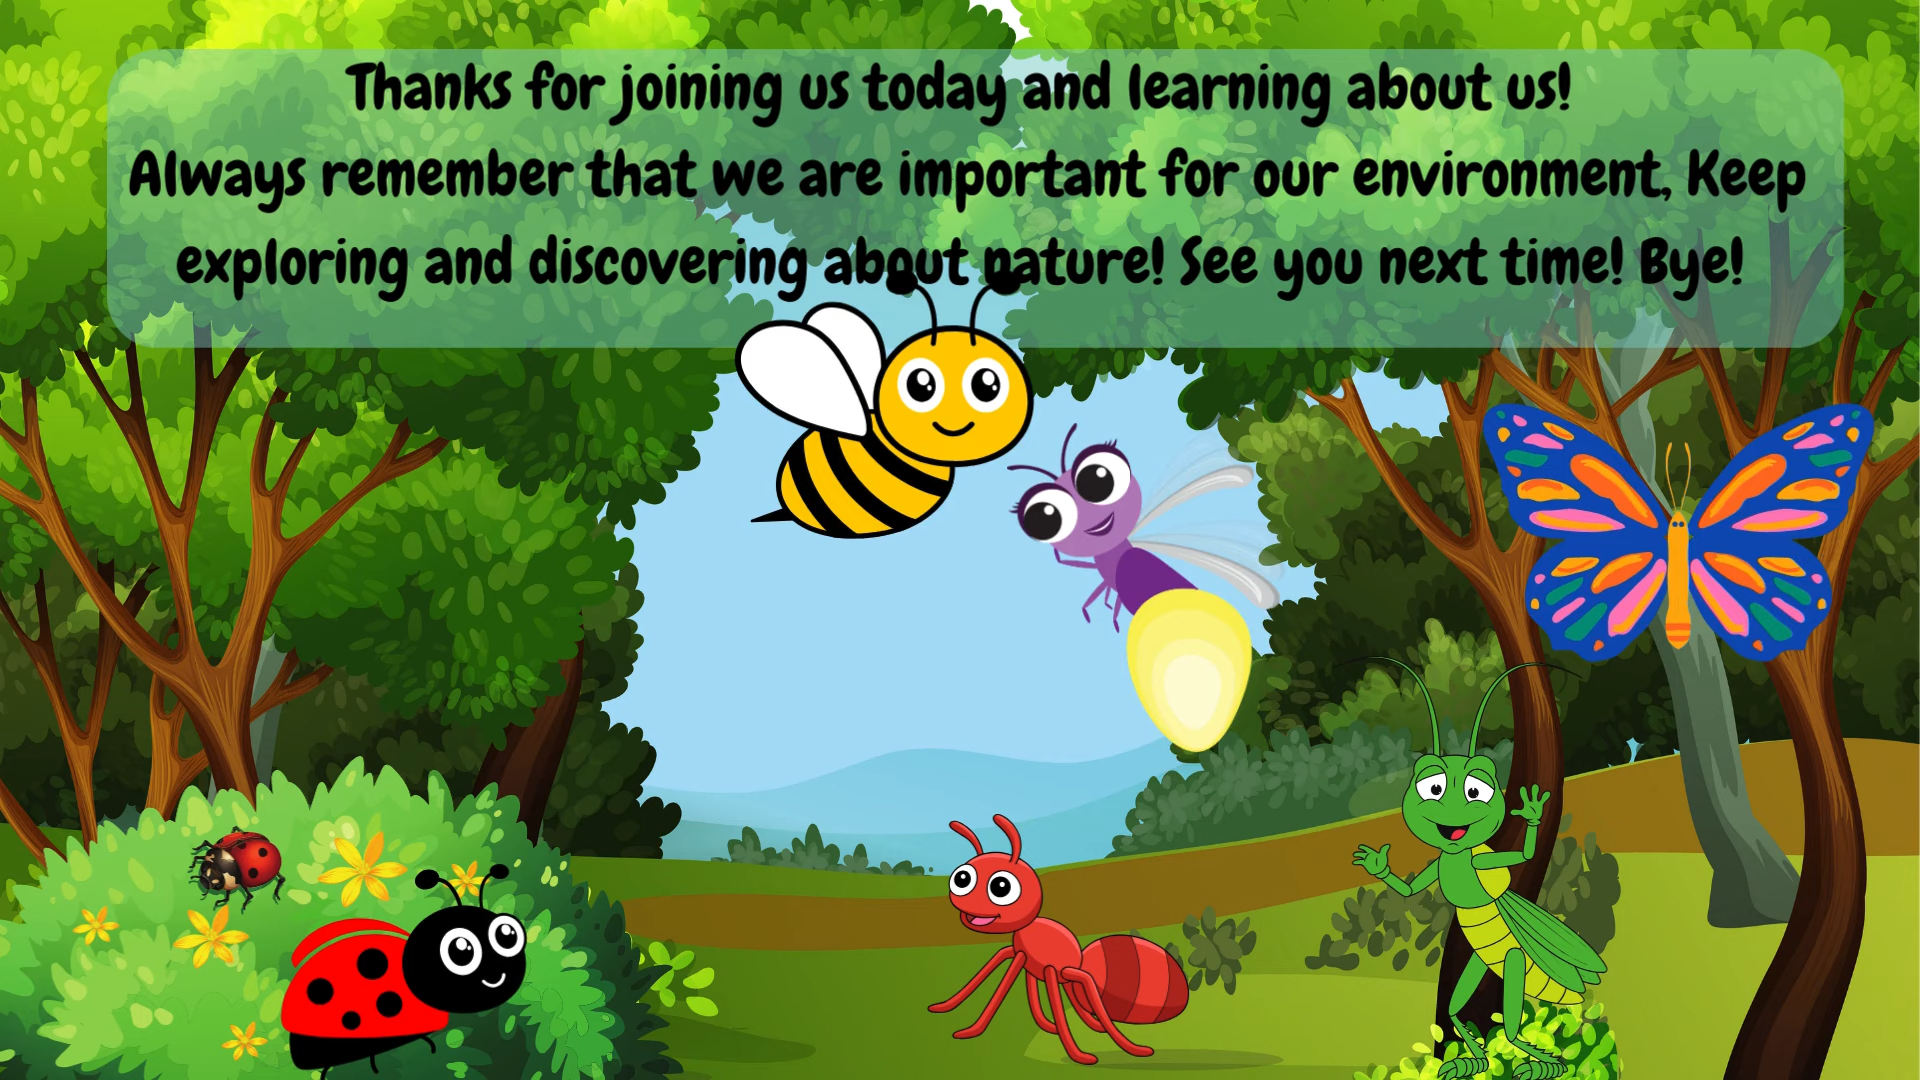 Thanks for joining us today and learning about us!
Always remember that we are important for our environment, Keep
exploring and discovering about nature! See you next time! Bye!